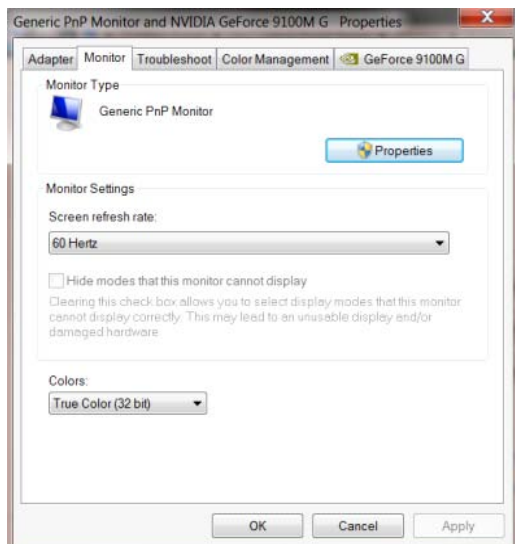 Generic PnP Monitor and NVIDIA GeForce 9100M G Properties
Adapter Monitor Troubleshoot Color Management GeForce 9100M G
Monitor Type
Generic PnP Monitor
Properties
Monitor Settings
Screen refresh rate:
60 Hertz
Hide modes that this monitor cannot display
Clearing this check box allows you to select display modes that this monitor
cannot display correctly. This may lead to an unusable display and/or
damaged hardware.
Colors:
True Color (32 bit)
OK Cancel Apply